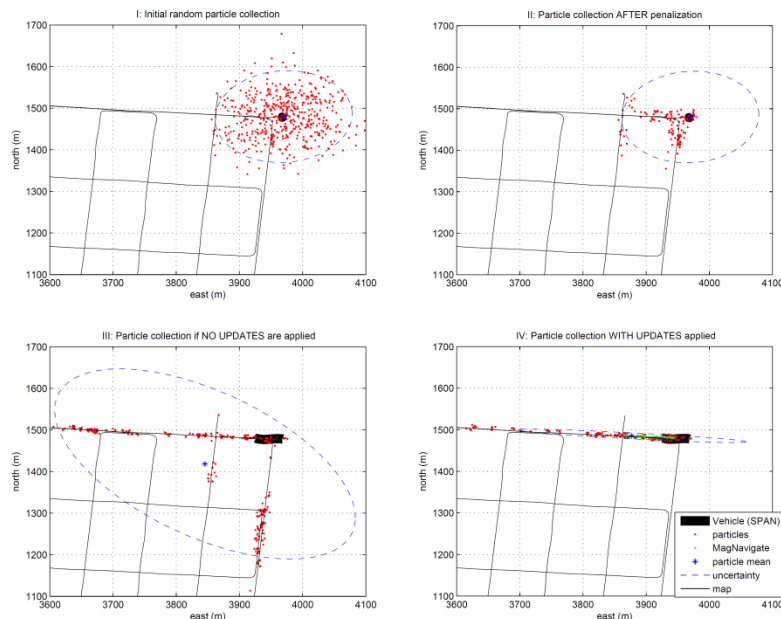 I: Initial random particle collection
1700
1600
1500
1400
1300
1200
1100
north (m)
3600
3700
3800
3900
4000
4100
east (m)
II: Particle collection AFTER penalization
1700
1600
1500
1400
1300
1200
1100
north (m)
3600
3700
3800
3900
4000
4100
east (m)
III: Particle collection if NO UPDATES are applied
1700
1600
1500
1400
1300
1200
1100
north (m)
3600
3700
3800
3900
4000
4100
east (m)
IV: Particle collection WITH UPDATES applied
1700
1600
1500
1400
1300
1200
1100
north (m)
3600
3700
3800
3900
4000
4100
east (m)
Vehicle (SPAN)
particles
MagNavigate
particle mean
uncertainty
map